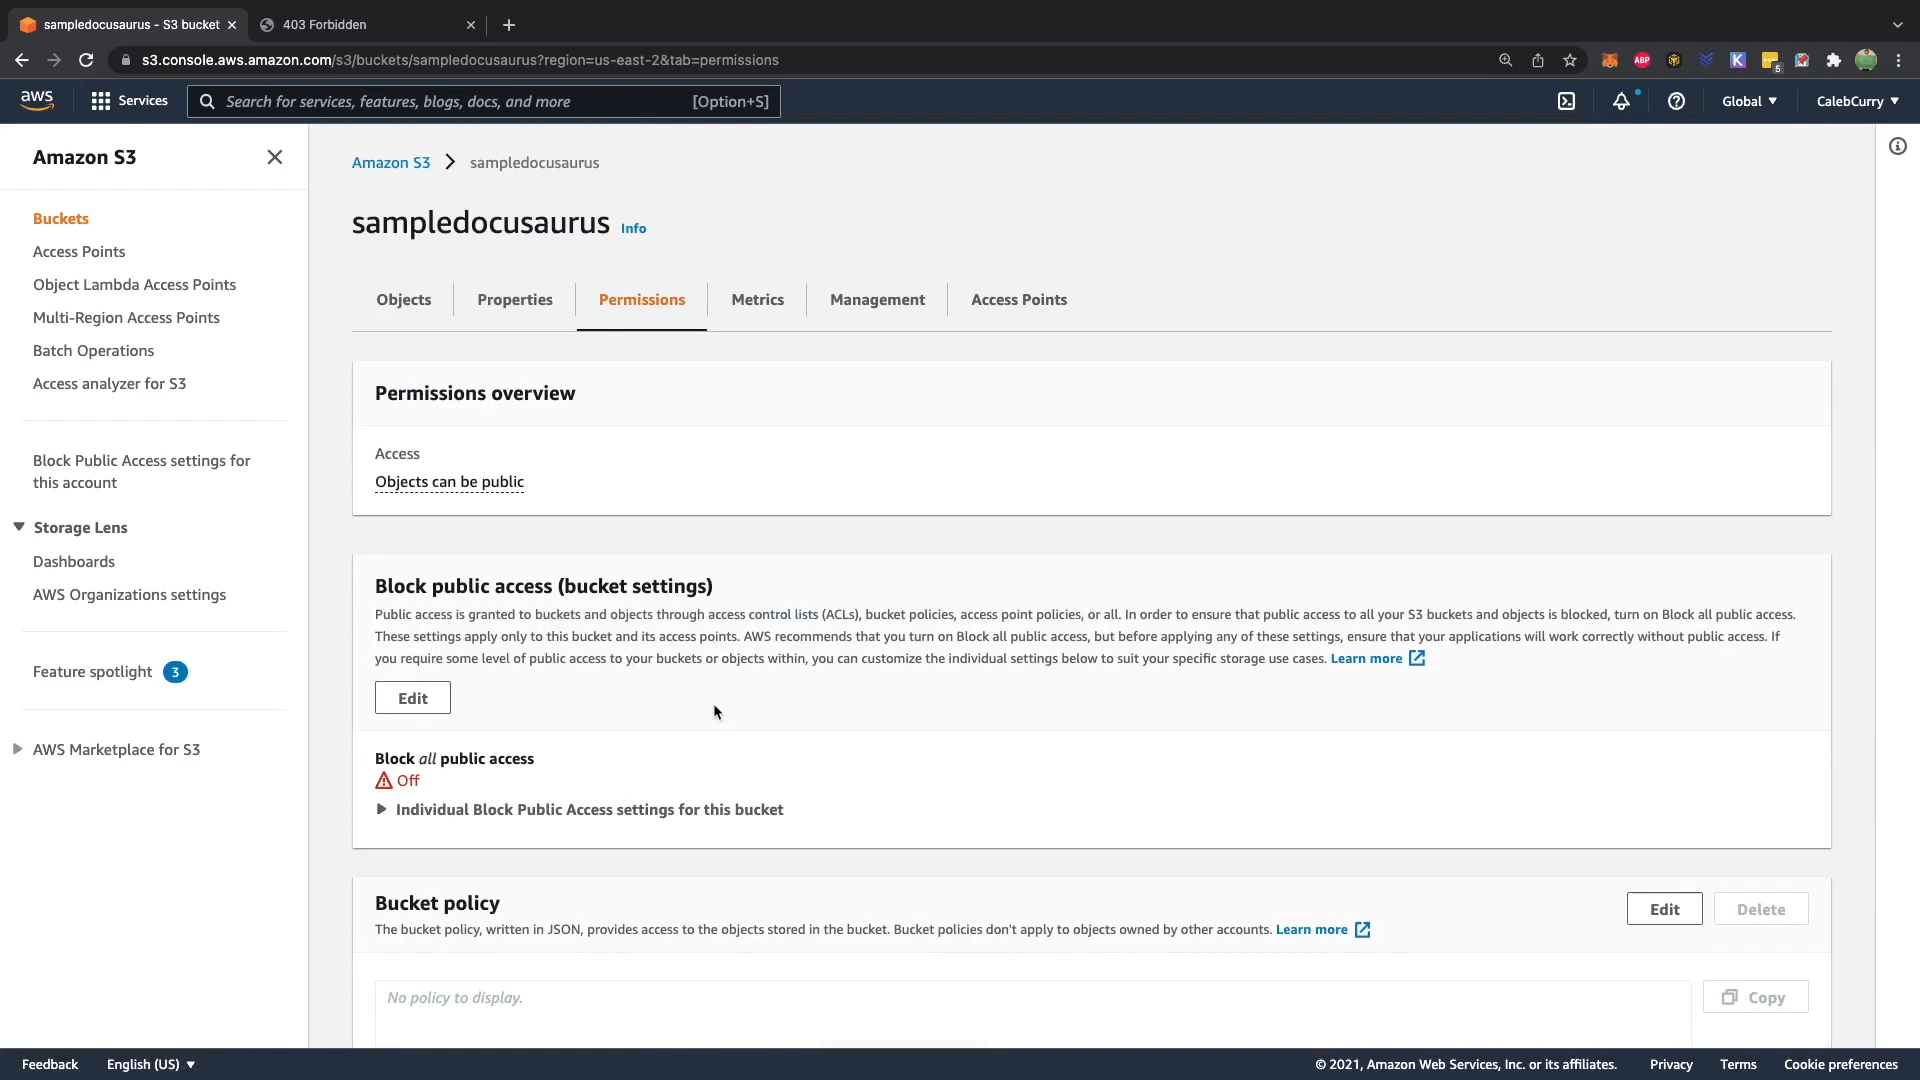 sampledocusaurus - S3 bucket
403 Forbidden
s3.console.aws.amazon.com/s3/buckets/sampledocusaurus?region=us-east-2&tab=permissions
ABP
K
5
aws
Services
Search for services, features, blogs, docs, and more
[Option+S]
Global
CalebCurry
Amazon S3
Buckets
Access Points
Object Lambda Access Points
Multi-Region Access Points
Batch Operations
Access analyzer for S3
Block Public Access settings for
this account
Storage Lens
Dashboards
AWS Organizations settings
Feature spotlight 3
AWS Marketplace for S3
Amazon S3 > sampledocusaurus
sampledocusaurus Info
Objects
Properties
Permissions
Metrics
Management
Access Points
Permissions overview
Access
Objects can be public
Block public access (bucket settings)
Public access is granted to buckets and objects through access control lists (ACLs), bucket policies, access point policies, or all. In order to ensure that public access to all your S3 buckets and objects is blocked, turn on Block all public access.
These settings apply only to this bucket and its access points. AWS recommends that you turn on Block all public access, but before applying any of these settings, ensure that your applications will work correctly without public access. If
you require some level of public access to your buckets or objects within, you can customize the individual settings below to suit your specific storage use cases. Learn more
Edit
Block all public access
Off
Individual Block Public Access settings for this bucket
Bucket policy
Edit
Delete
The bucket policy, written in JSON, provides access to the objects stored in the bucket. Bucket policies don't apply to objects owned by other accounts. Learn more
No policy to display.
Copy
Feedback
English (US)
© 2021, Amazon Web Services, Inc. or its affiliates.
Privacy
Terms
Cookie preferences